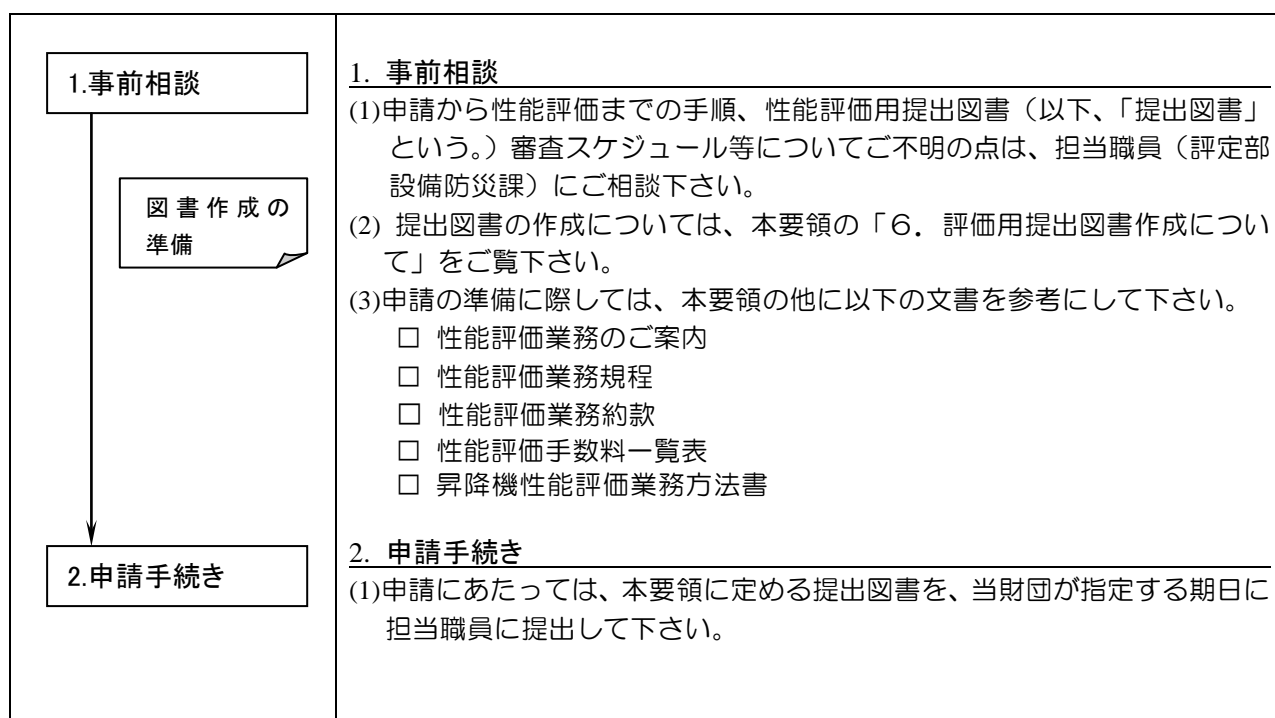 1.事前相談
図書作成の
準備
2.申請手続き
1. 事前相談
(1)申請から性能評価までの手順、性能評価用提出図書（以下、「提出図書」
という。）審査スケジュール等についてご不明の点は、担当職員（評定部
設備防災課）にご相談下さい。
(2) 提出図書の作成については、本要領の「６．評価用提出図書作成につい
て」をご覧下さい。
(3)申請の準備に際しては、本要領の他に以下の文書を参考にして下さい。
□ 性能評価業務のご案内
□ 性能評価業務規程
□ 性能評価業務約款
□ 性能評価手数料一覧表
□ 昇降機性能評価業務方法書
2. 申請手続き
(1)申請にあたっては、本要領に定める提出図書を、当財団が指定する期日に
担当職員に提出して下さい。